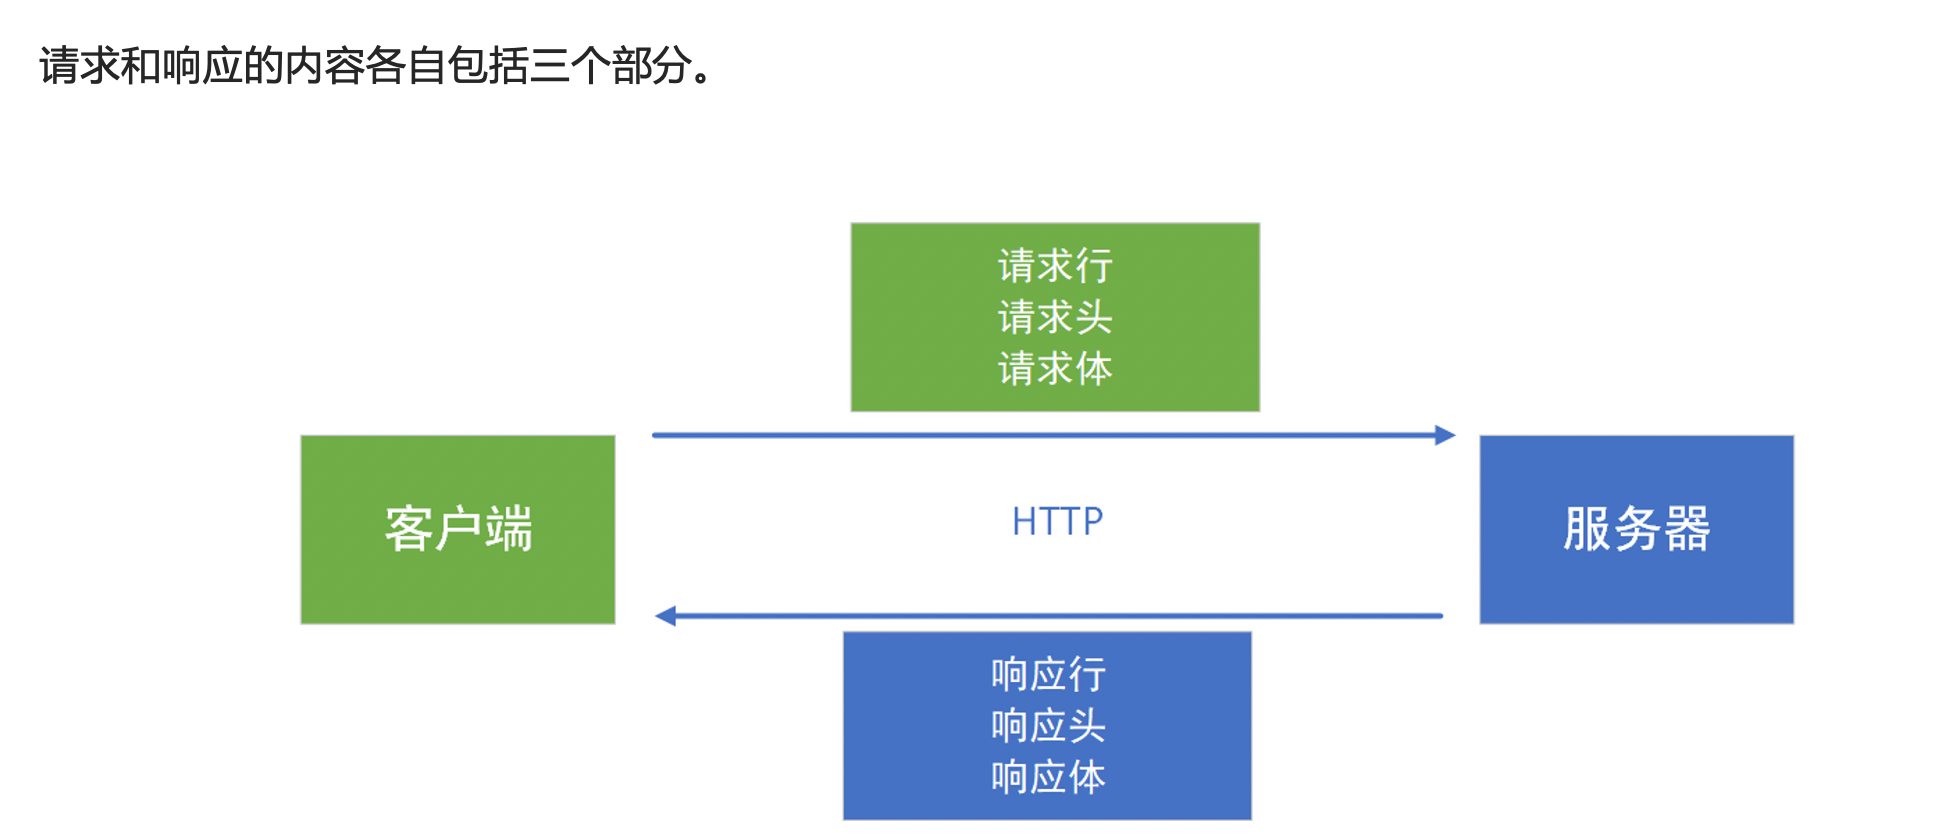 请求和响应的内容各自包括三个部分。
请求行
请求头
请求体
客户端
HTTP
服务器
响应行
响应头
响应体